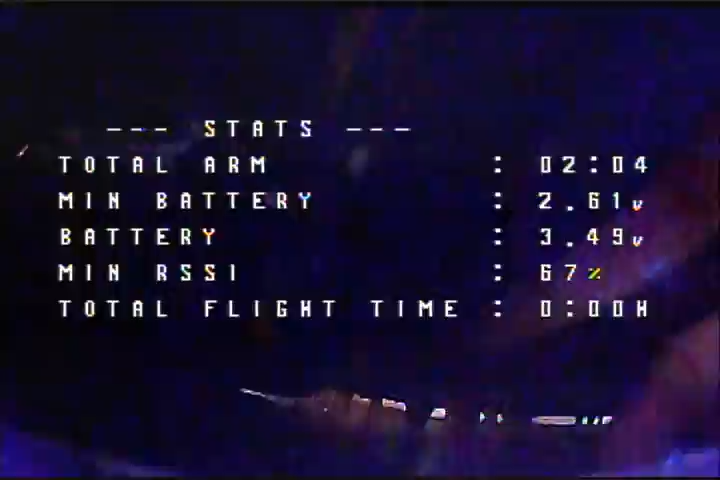 --- STATS ---
TOTAL ARM : 02:04
MIN BATTERY : 2.61V
BATTERY : 3.49V
MIN RSSI : 67%
TOTAL FLIGHT TIME : 0:00H